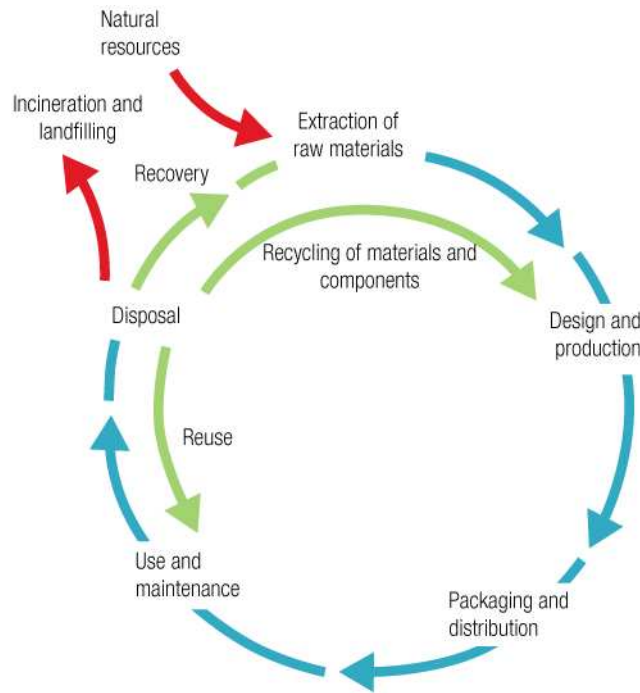 Natural
resources
Incineration and
landfilling
Extraction of
raw materials
Recovery
Recycling of materials and
components
Disposal
Design and
production
Reuse
Use and
maintenance
Packaging and
distribution